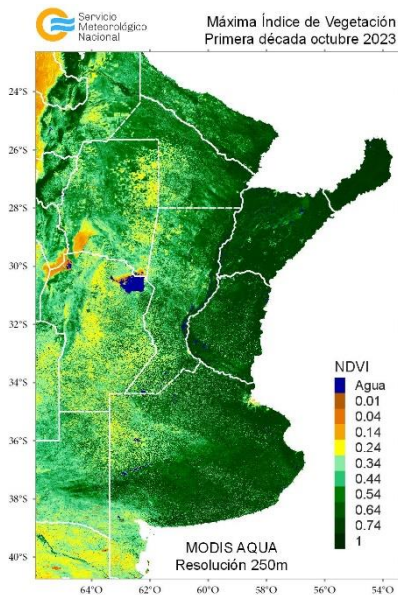 Servicio
Meteorológico
Nacional
Máxima Índice de Vegetación
Primera década octubre 2023
24°S
26°S
28°S
30°S
32°S
34°S
36°S
38°S
40°S
NDVI
Agua
0.01
0.04
0.14
0.24
0.34
0.44
0.54
0.64
0.74
1
MODIS AQUA
Resolución 250m
64°O
62°O
60°O
58°O
56°O
54°O